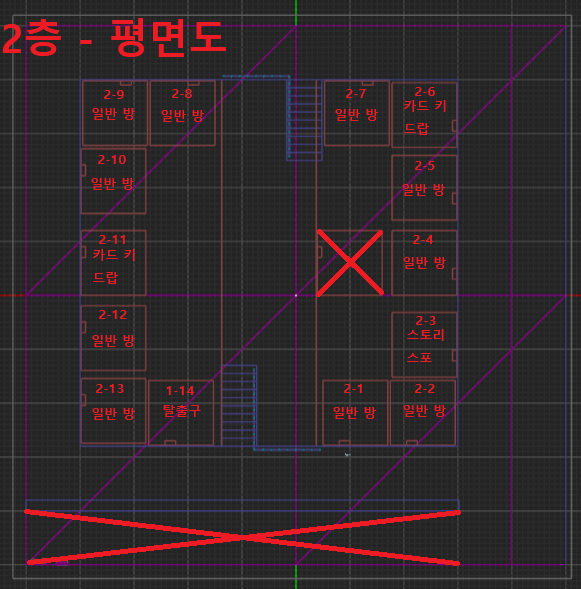 2층 - 평면도
2-9
일반 방
2-8
일반 방
2-7
일반 방
2-6
카드 키
드랍
2-10
일반 방
2-5
일반 방
2-11
카드 키
드랍
2-4
일반 방
2-12
일반 방
2-3
스토리
스포
2-13
일반 방
1-14
탈출구
2-1
일반 방
2-2
일반 방